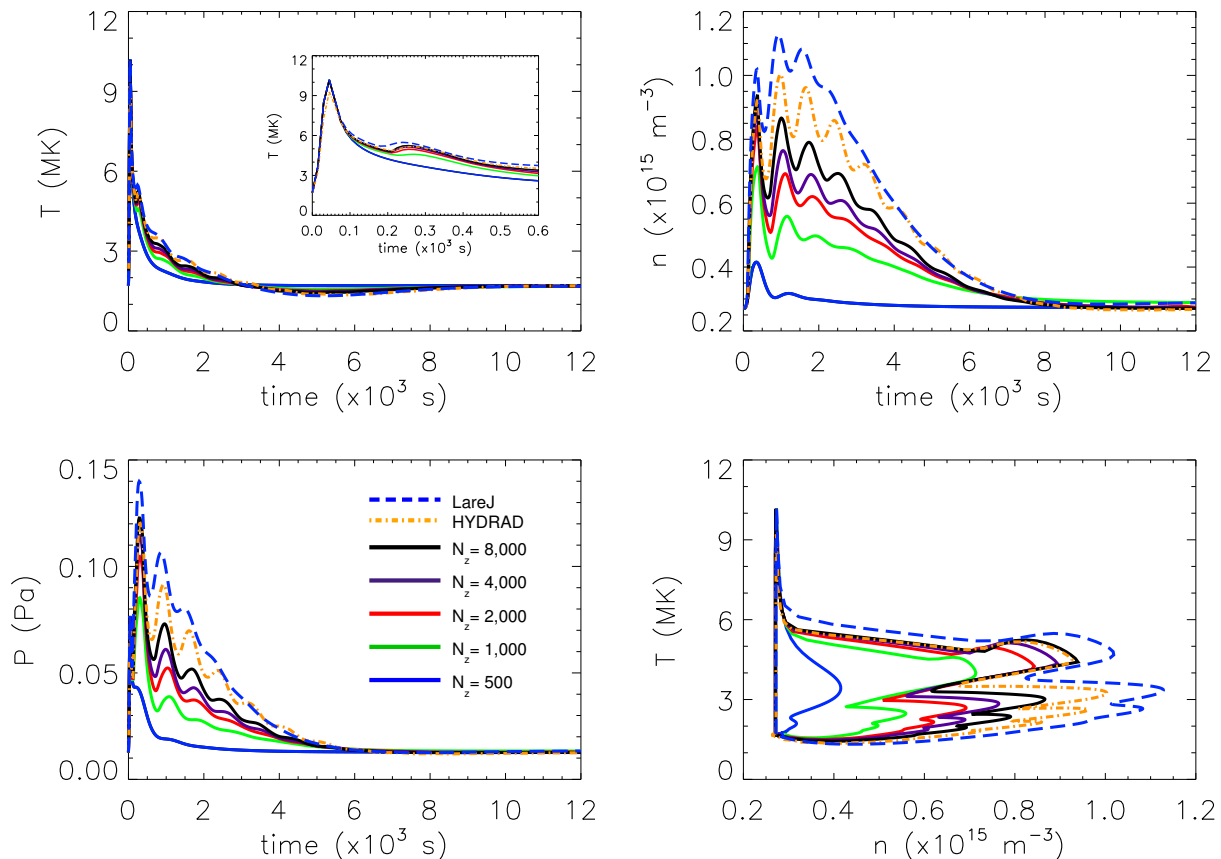 12
9
6
3
0
T (MK)
0 2 4 6 8 10 12
time (x10³ s)
12
9
6
3
0
T (MK)
0.0 0.1 0.2 0.3 0.4 0.5 0.6
time (x10³ s)
1.2
1.0
0.8
0.6
0.4
0.2
n (x10¹⁵ m⁻³)
0 2 4 6 8 10 12
time (x10³ s)
0.15
0.10
0.05
0.00
P (Pa)
0 2 4 6 8 10 12
time (x10³ s)
LareJ
HYDRAD
N_z = 8,000
N_z = 4,000
N_z = 2,000
N_z = 1,000
N_z = 500
12
9
6
3
0
T (MK)
0.2 0.4 0.6 0.8 1.0 1.2
n (x10¹⁵ m⁻³)